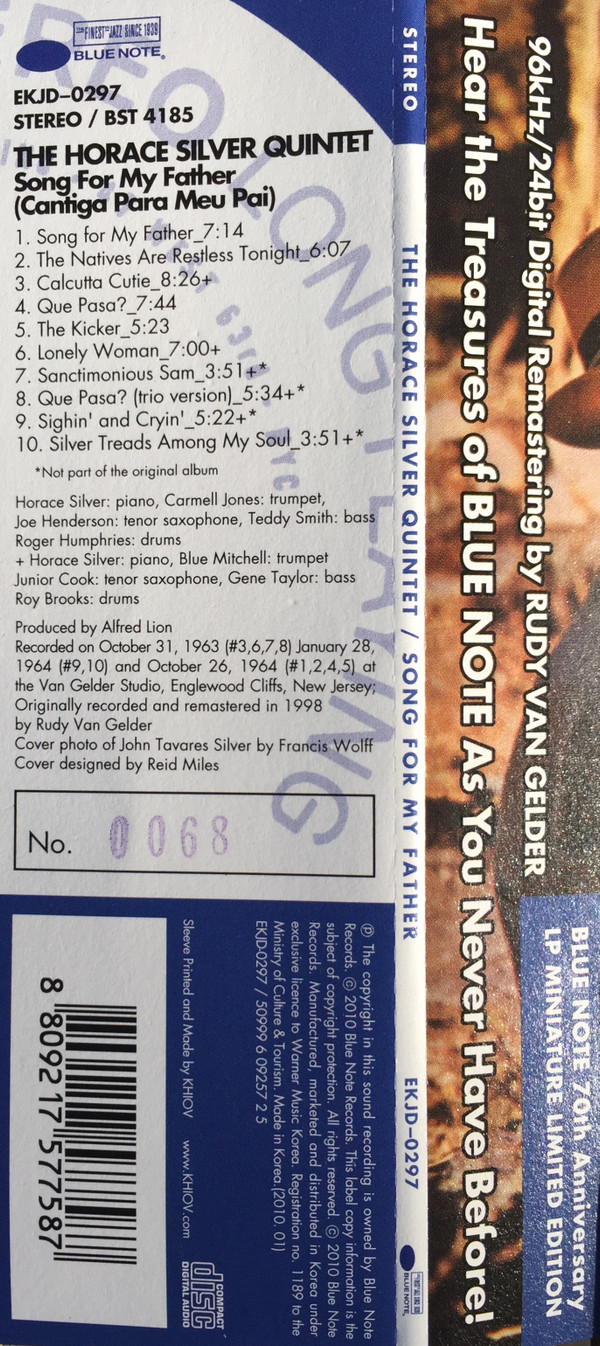 THE FINEST IN JAZZ SINCE 1939
BLUE NOTE®
EKJD–0297
STEREO / BST 4185
THE HORACE SILVER QUINTET
Song For My Father
(Cantiga Para Meu Pai)
1. Song for My Father_7:14
2. The Natives Are Restless Tonight_6:07
3. Calcutta Cutie_8:26+
4. Que Pasa?_7:44
5. The Kicker_5:23
6. Lonely Woman_7:00+
7. Sanctimonious Sam_3:51+*
8. Que Pasa? (trio version)_5:34+*
9. Sighin' and Cryin'_5:22+*
10. Silver Treads Among My Soul_3:51+*
*Not part of the original album
Horace Silver: piano, Carmell Jones: trumpet,
Joe Henderson: tenor saxophone, Teddy Smith: bass
Roger Humphries: drums
+ Horace Silver: piano, Blue Mitchell: trumpet
Junior Cook: tenor saxophone, Gene Taylor: bass
Roy Brooks: drums
Produced by Alfred Lion
Recorded on October 31, 1963 (#3,6,7,8) January 28,
1964 (#9,10) and October 26, 1964 (#1,2,4,5) at
the Van Gelder Studio, Englewood Cliffs, New Jersey;
Originally recorded and remastered in 1998
by Rudy Van Gelder
Cover photo of John Tavares Silver by Francis Wolff
Cover designed by Reid Miles
No. 0068
LONG PLAYING
63rd NYC
℗ The copyright in this sound recording is owned by Blue Note
Records. © 2010 Blue Note Records. This label copy information is the
subject of copyright protection. All rights reserved. © 2010 Blue Note
Records. Manufactured, marketed and distributed in Korea under
exclusive licence to Warner Music Korea. Registration no. 1189 to the
Ministry of Culture & Tourism. Made in Korea.(2010. 01)
EKJD-0297 / 50999 6 09257 2 5
Sleeve Printed and Made by KHIOV www.KHIOV.com
8 809217 577587
COMPACT
disc
DIGITAL AUDIO
STEREO
THE HORACE SILVER QUINTET / SONG FOR MY FATHER
EKJD–0297
BLUE NOTE
96kHz/24bit Digital Remastering by RUDY VAN GELDER
Hear the Treasures of BLUE NOTE As You Never Have Before!
BLUE NOTE 70th Anniversary
LP MINIATURE LIMITED EDITION